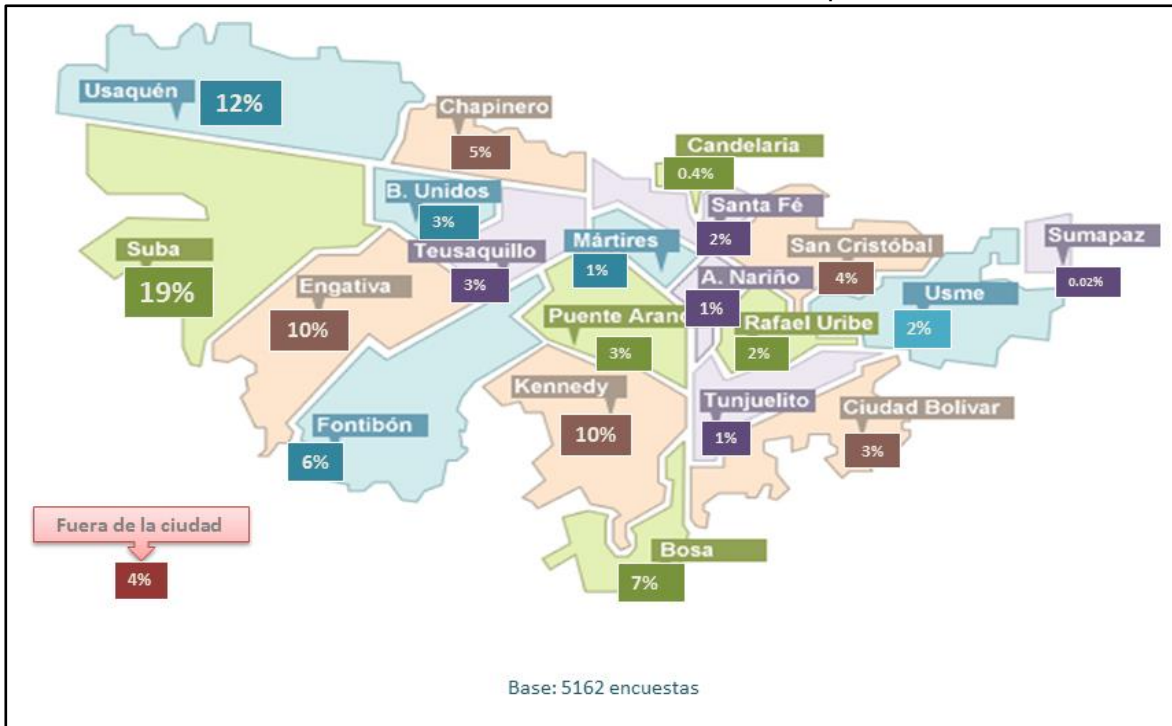 Usaquén
12%
Chapinero
5%
Candelaria
0.4%
B. Unidos
3%
Santa Fé
2%
Suba
19%
Teusaquillo
3%
Mártires
1%
San Cristóbal
4%
Sumapaz
0.02%
Engativa
10%
A. Nariño
1%
Usme
2%
Puente Aran
3%
Rafael Uribe
2%
Kennedy
10%
Tunjuelito
1%
Ciudad Bolivar
3%
Fontibón
6%
Fuera de la ciudad
4%
Bosa
7%
Base: 5162 encuestas